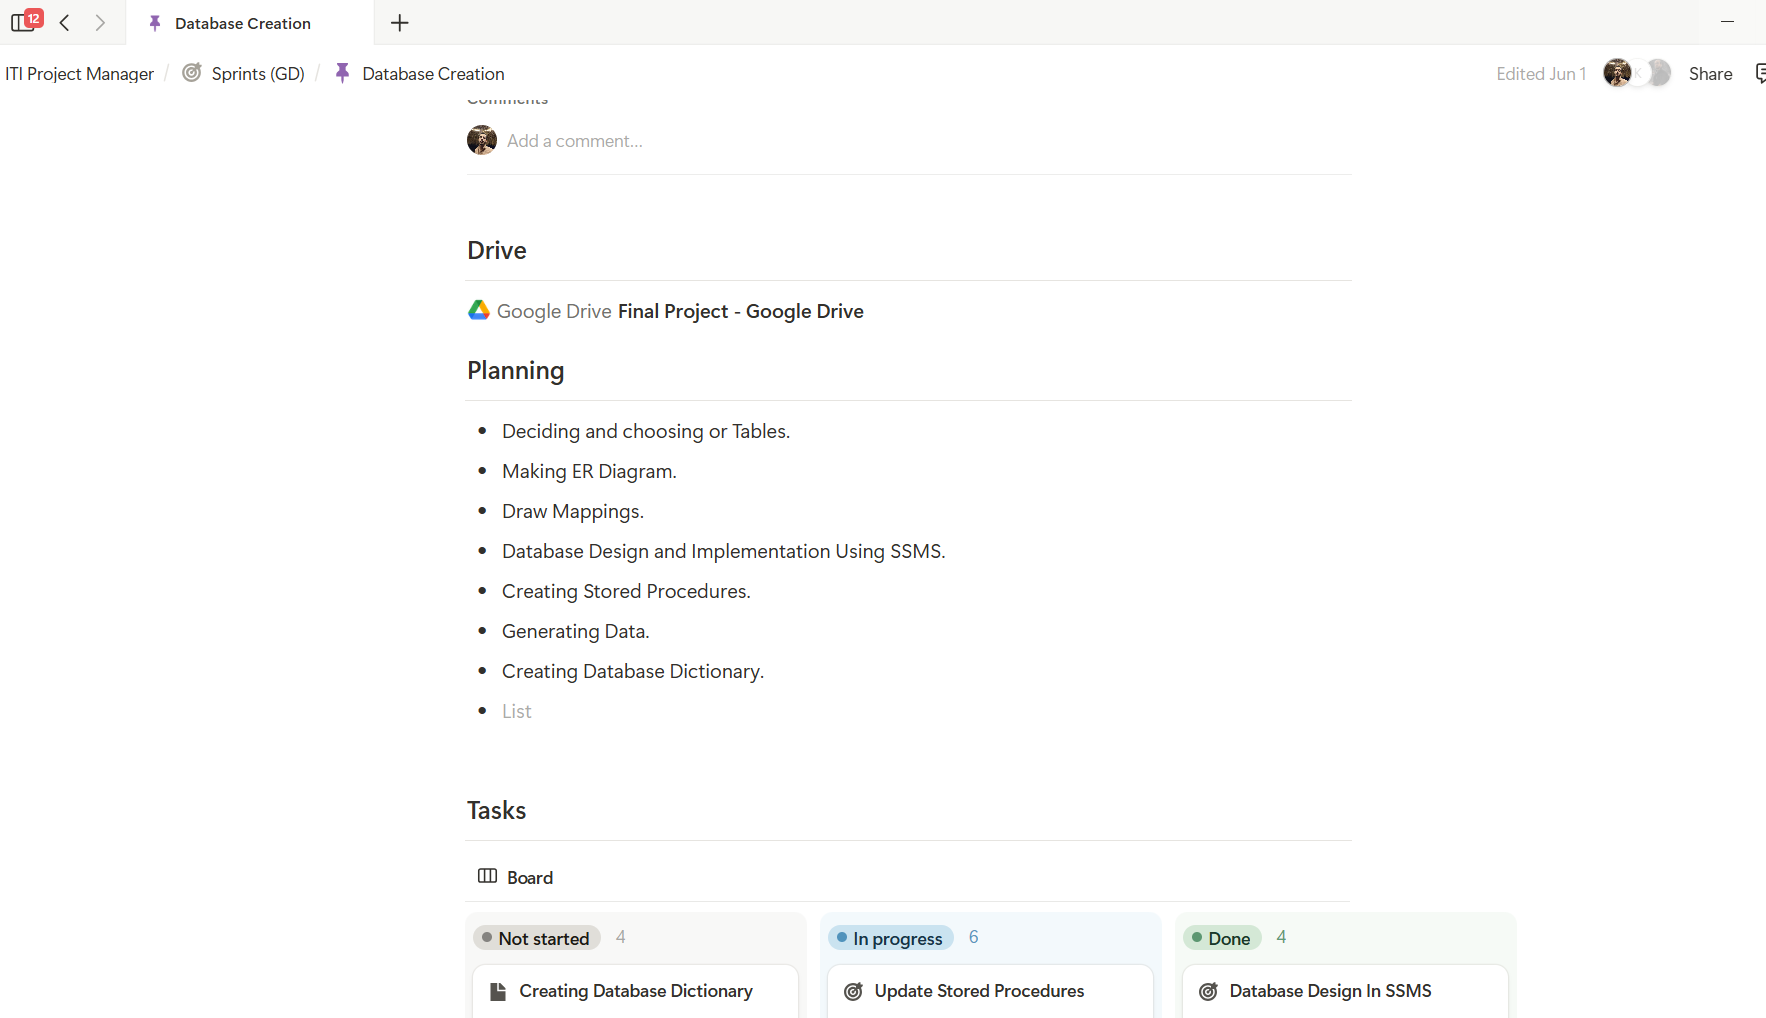 12
Database Creation
ITI Project Manager / Sprints (GD) / Database Creation
Edited Jun 1
K
Share
Comments
Add a comment...
Drive
Google Drive Final Project - Google Drive
Planning
• Deciding and choosing or Tables.
• Making ER Diagram.
• Draw Mappings.
• Database Design and Implementation Using SSMS.
• Creating Stored Procedures.
• Generating Data.
• Creating Database Dictionary.
• List
Tasks
Board
Not started 4
In progress 6
Done 4
Creating Database Dictionary
Update Stored Procedures
Database Design In SSMS